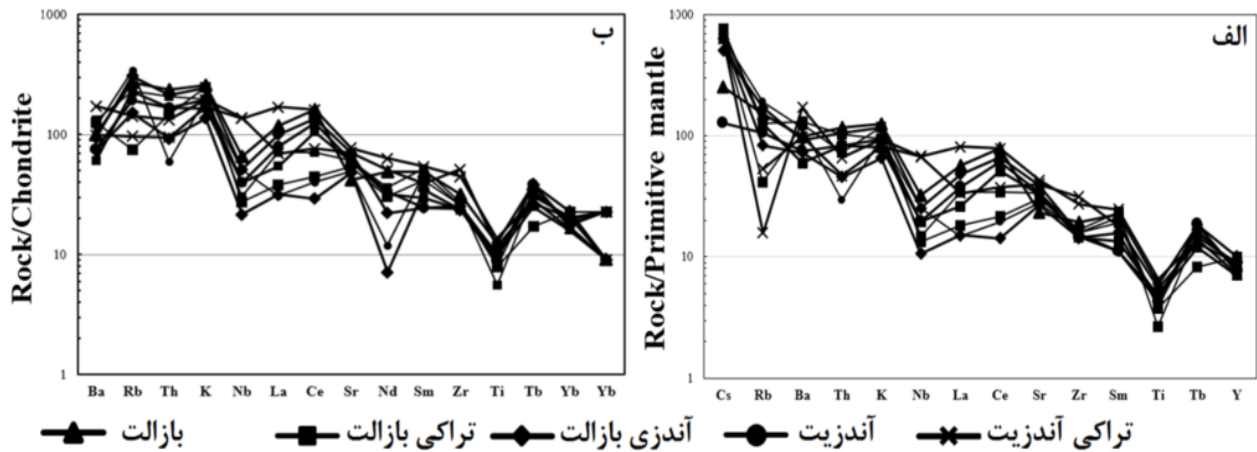 الف
Rock/Primitive mantle
1000
100
10
1
Cs Rb Ba Th K Nb La Ce Sr Zr Sm Ti Tb Y
ب
Rock/Chondrite
1000
100
10
1
Ba Rb Th K Nb La Ce Sr Nd Sm Zr Ti Tb Yb Yb
بازالت تراکی بازالت آندزی بازالت آندزیت تراکی آندزیت